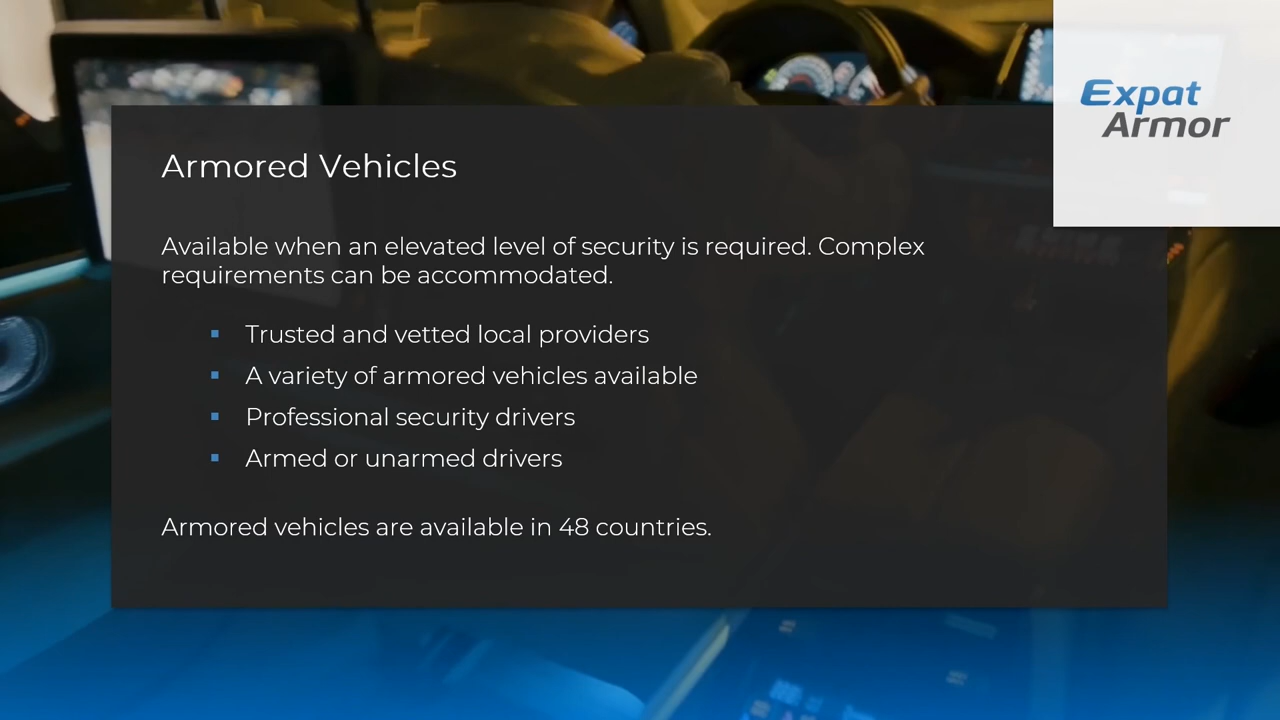 Expat
Armor
Armored Vehicles
Available when an elevated level of security is required. Complex
requirements can be accommodated.
▪ Trusted and vetted local providers
▪ A variety of armored vehicles available
▪ Professional security drivers
▪ Armed or unarmed drivers
Armored vehicles are available in 48 countries.